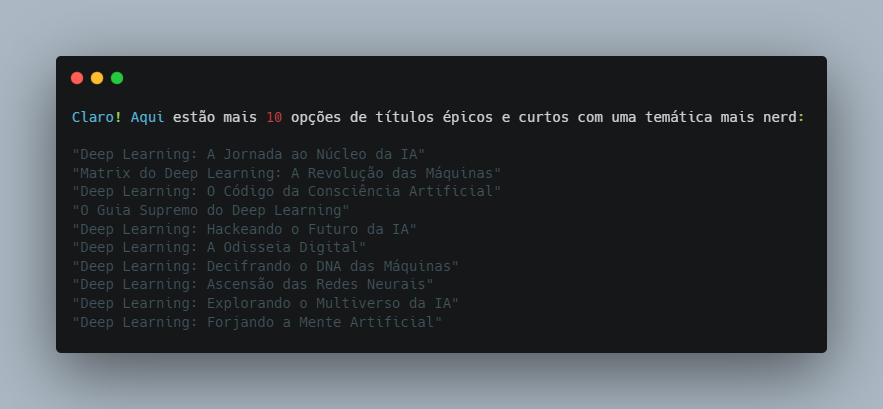 Claro! Aqui estão mais 10 opções de títulos épicos e curtos com uma temática mais nerd:
"Deep Learning: A Jornada ao Núcleo da IA"
"Matrix do Deep Learning: A Revolução das Máquinas"
"Deep Learning: O Código da Consciência Artificial"
"O Guia Supremo do Deep Learning"
"Deep Learning: Hackeando o Futuro da IA"
"Deep Learning: A Odisseia Digital"
"Deep Learning: Decifrando o DNA das Máquinas"
"Deep Learning: Ascensão das Redes Neurais"
"Deep Learning: Explorando o Multiverso da IA"
"Deep Learning: Forjando a Mente Artificial"